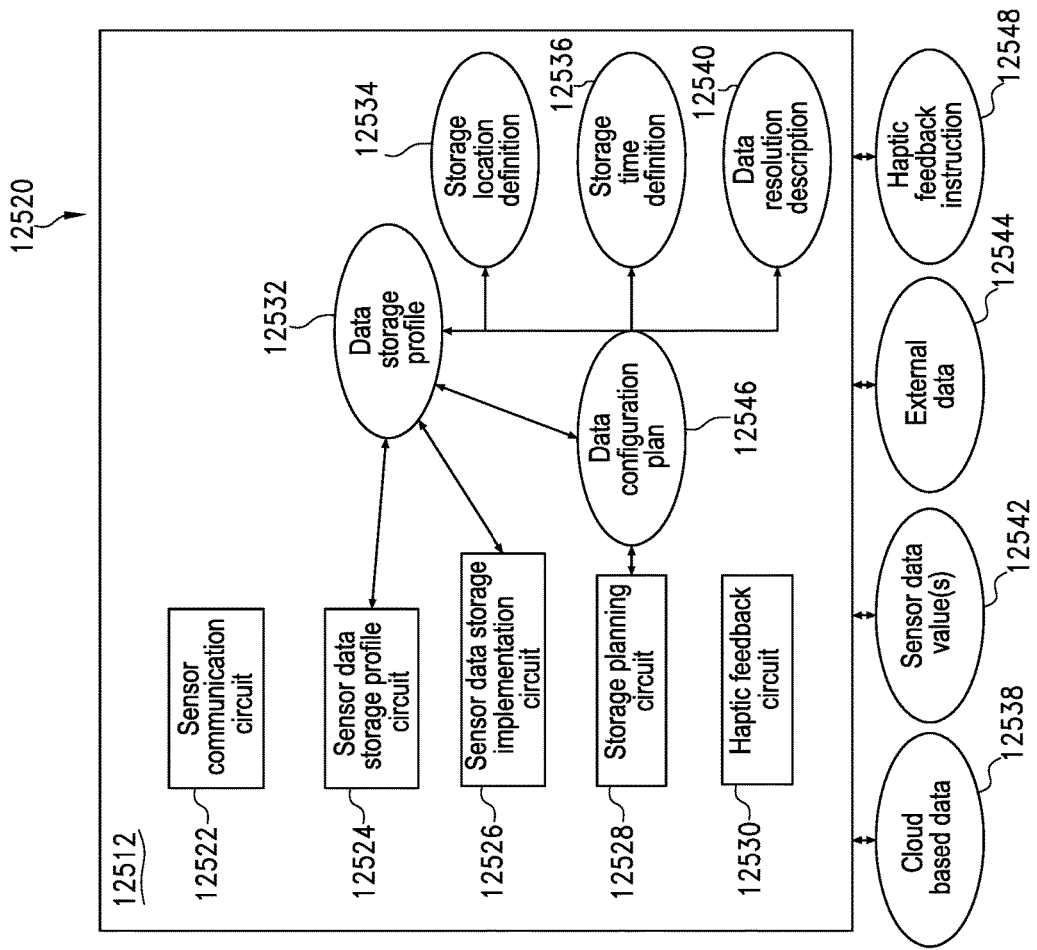 12520
12512
12522
Sensor
communication
circuit
12524
Sensor data
storage profile
circuit
12526
Sensor data storage
implementation
circuit
12528
Storage planning
circuit
12530
Haptic feedback
circuit
12532
Data
storage
profile
12546
Data
configuration
plan
12534
Storage
location
definition
12536
Storage
time
definition
12540
Data
resolution
description
Cloud
based data
12538
Sensor data
value(s)
12542
External
data
12544
Haptic
feedback
instruction
12548